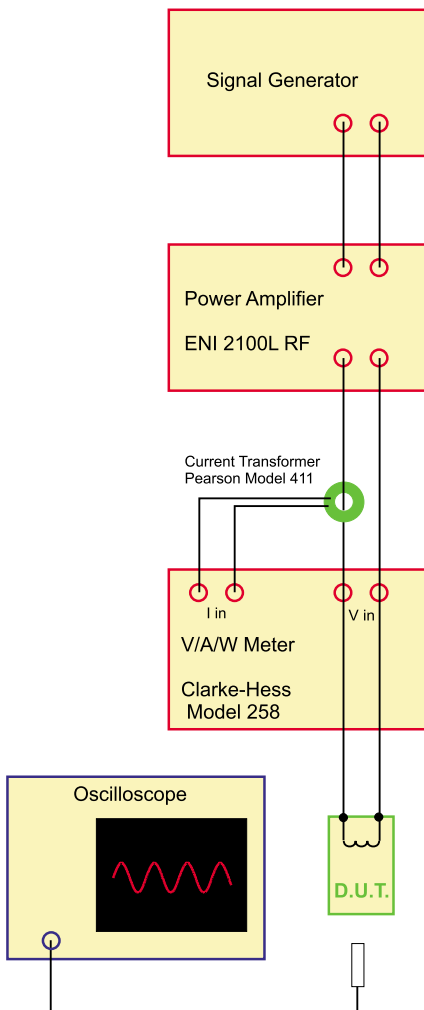 Signal Generator
Power Amplifier
ENI 2100L RF
Current Transformer
Pearson Model 411
I in
V in
V/A/W Meter
Clarke-Hess
Model 258
Oscilloscope
D.U.T.